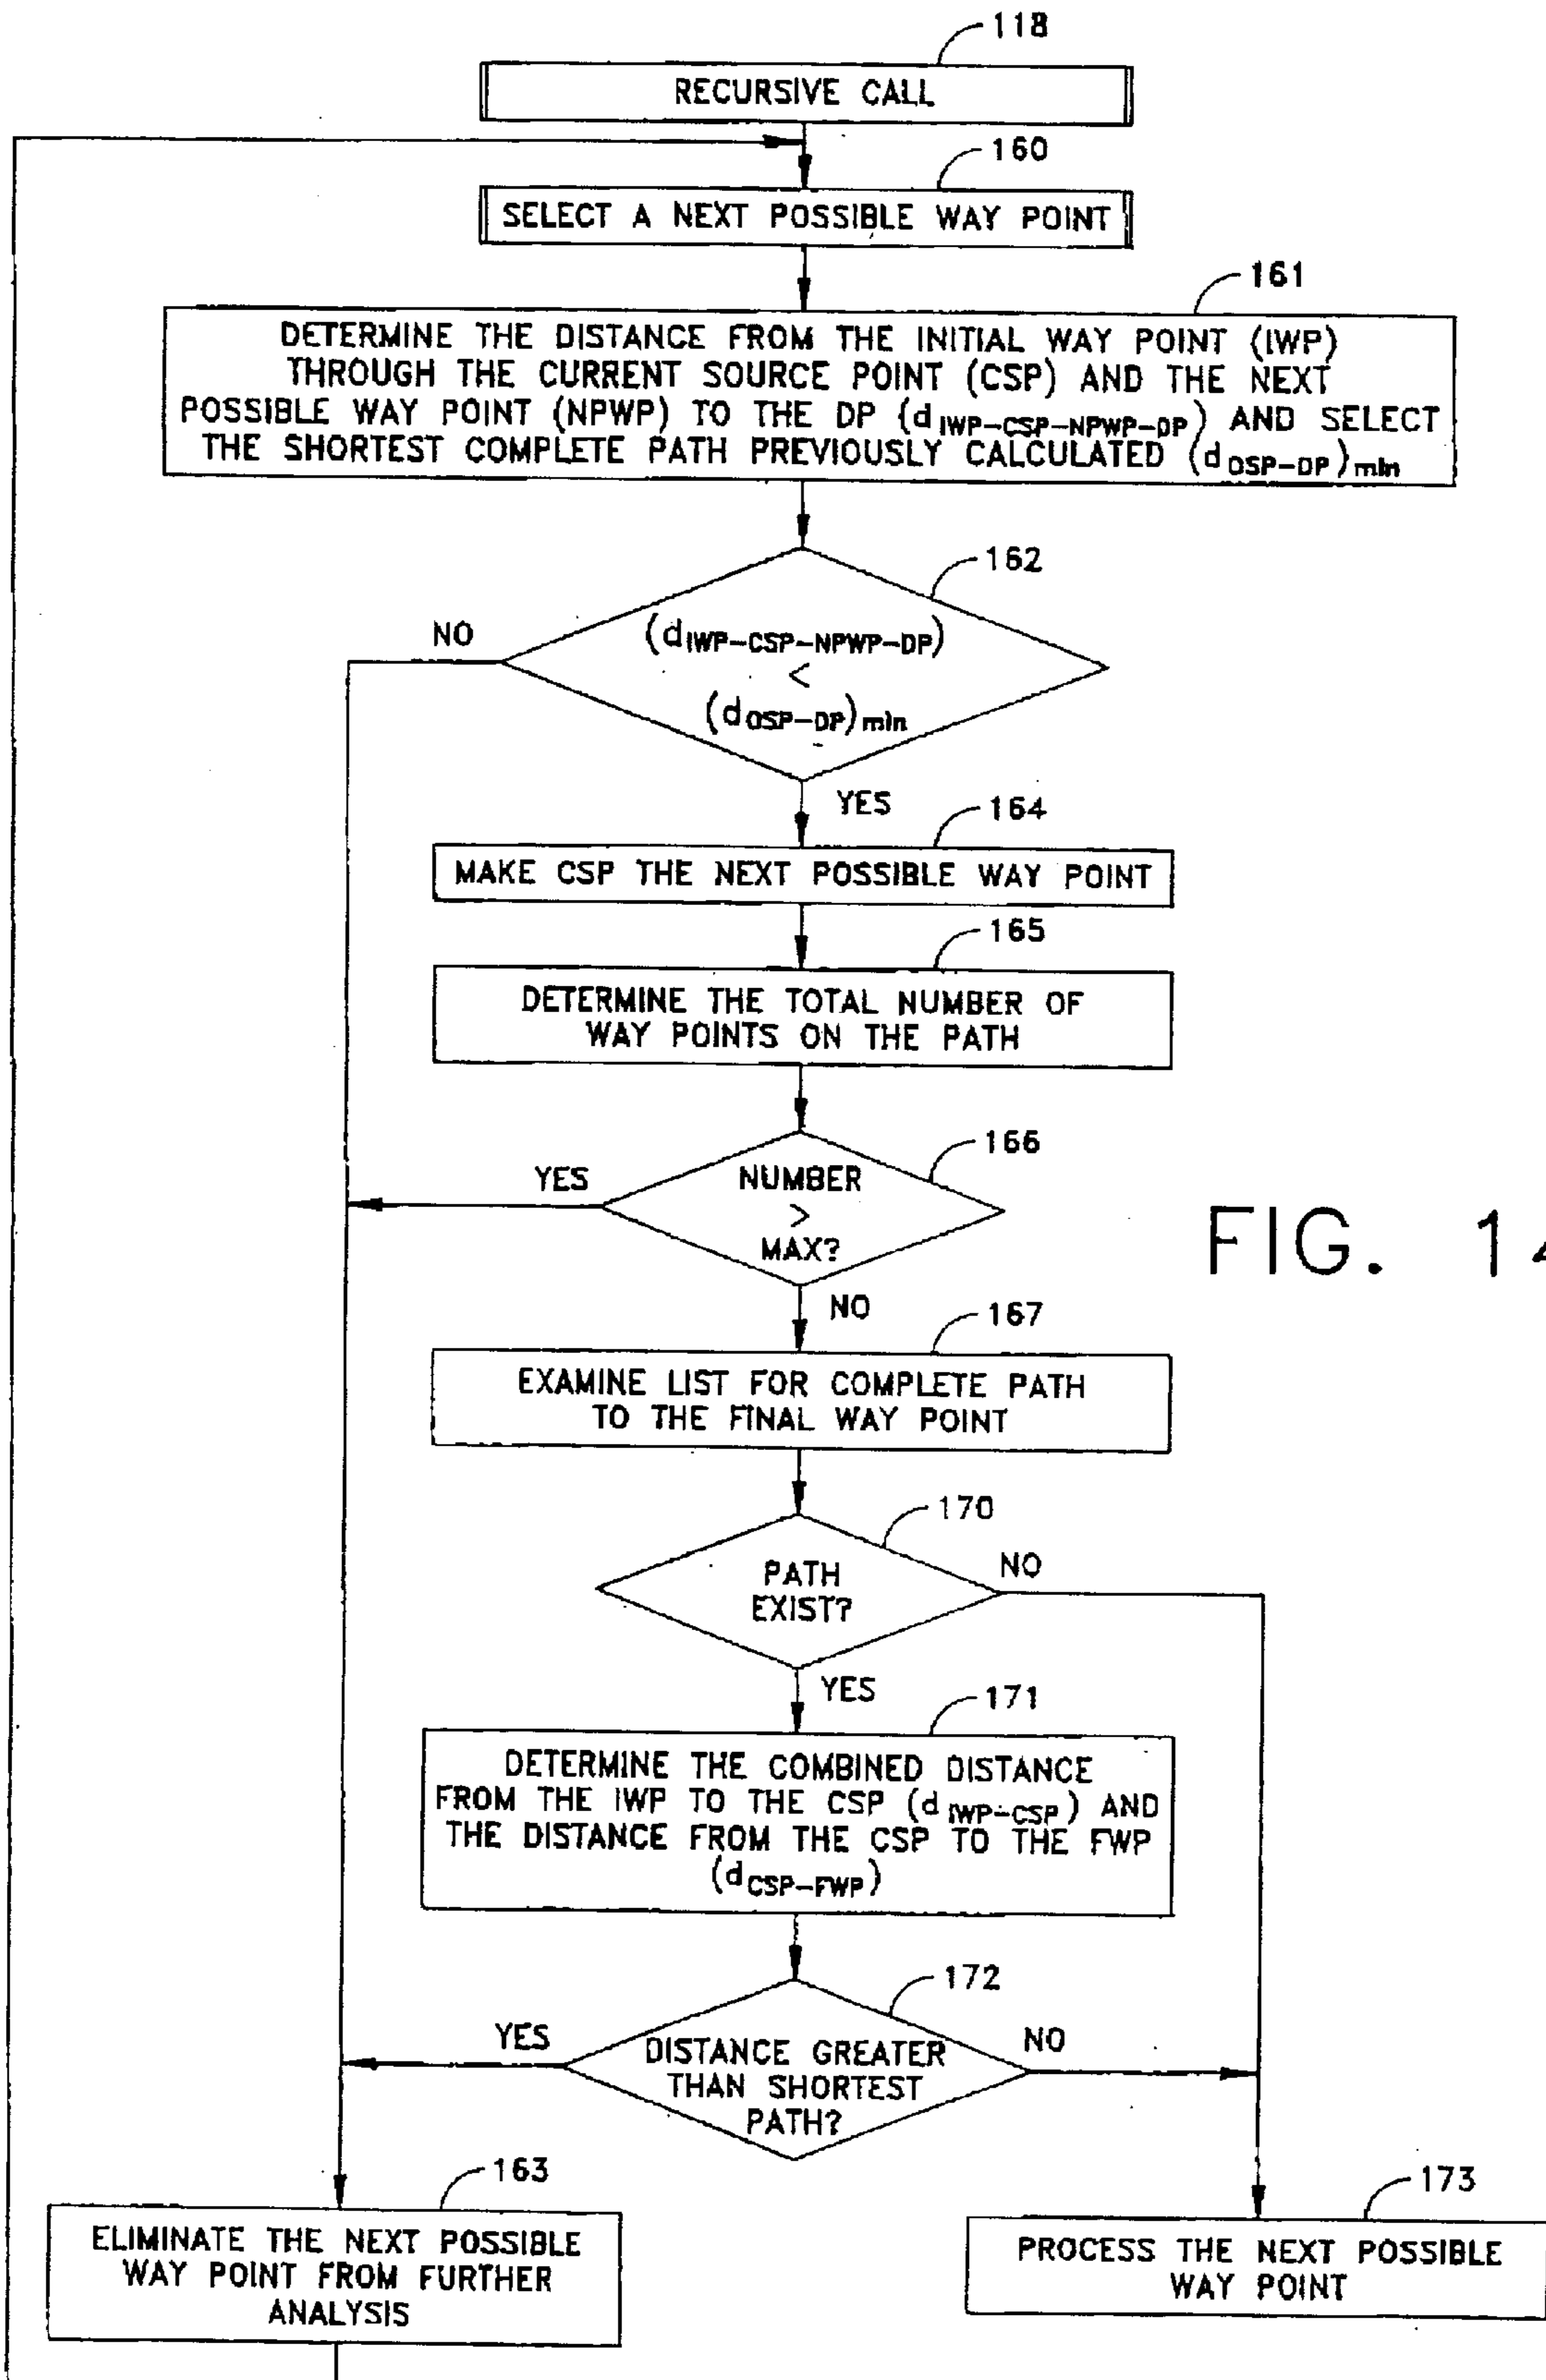 118
RECURSIVE CALL
160
SELECT A NEXT POSSIBLE WAY POINT
161
DETERMINE THE DISTANCE FROM THE INITIAL WAY POINT (IWP)
THROUGH THE CURRENT SOURCE POINT (CSP) AND THE NEXT
POSSIBLE WAY POINT (NPWP) TO THE DP (d IWP-CSP-NPWP-DP) AND SELECT
THE SHORTEST COMPLETE PATH PREVIOUSLY CALCULATED (d OSP-DP) min
162
NO
(d IWP-CSP-NPWP-DP)
<
(d OSP-DP) min
YES
164
MAKE CSP THE NEXT POSSIBLE WAY POINT
165
DETERMINE THE TOTAL NUMBER OF
WAY POINTS ON THE PATH
166
YES
NUMBER
>
MAX?
FIG. 14
NO
167
EXAMINE LIST FOR COMPLETE PATH
TO THE FINAL WAY POINT
170
NO
PATH
EXIST?
YES
171
DETERMINE THE COMBINED DISTANCE
FROM THE IWP TO THE CSP (d IWP-CSP) AND
THE DISTANCE FROM THE CSP TO THE FWP
(d CSP-FWP)
172
YES
NO
DISTANCE GREATER
THAN SHORTEST
PATH?
163
173
ELIMINATE THE NEXT POSSIBLE
WAY POINT FROM FURTHER
ANALYSIS
PROCESS THE NEXT POSSIBLE
WAY POINT